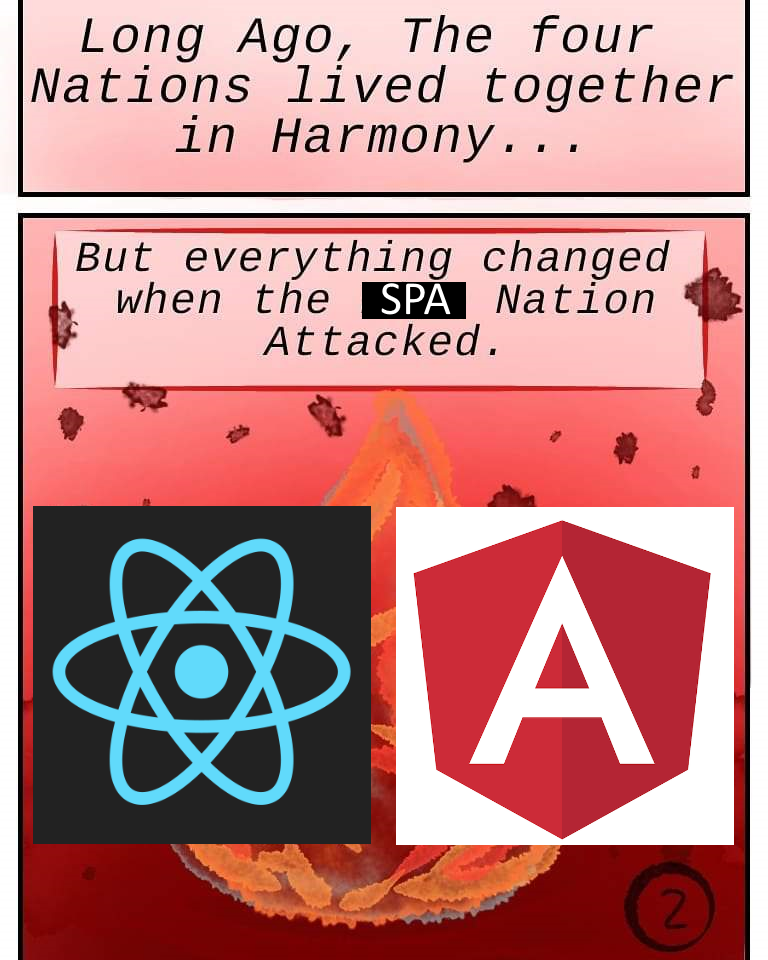 Long Ago, The four
Nations lived together
in Harmony...
But everything changed
when the SPA Nation
Attacked.
A
2